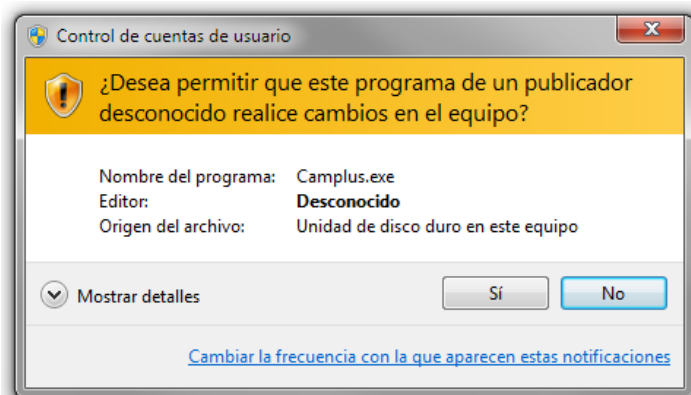 Control de cuentas de usuario
¿Desea permitir que este programa de un publicador
desconocido realice cambios en el equipo?
Nombre del programa: Camplus.exe
Editor: Desconocido
Origen del archivo: Unidad de disco duro en este equipo
Mostrar detalles Sí No
Cambiar la frecuencia con la que aparecen estas notificaciones